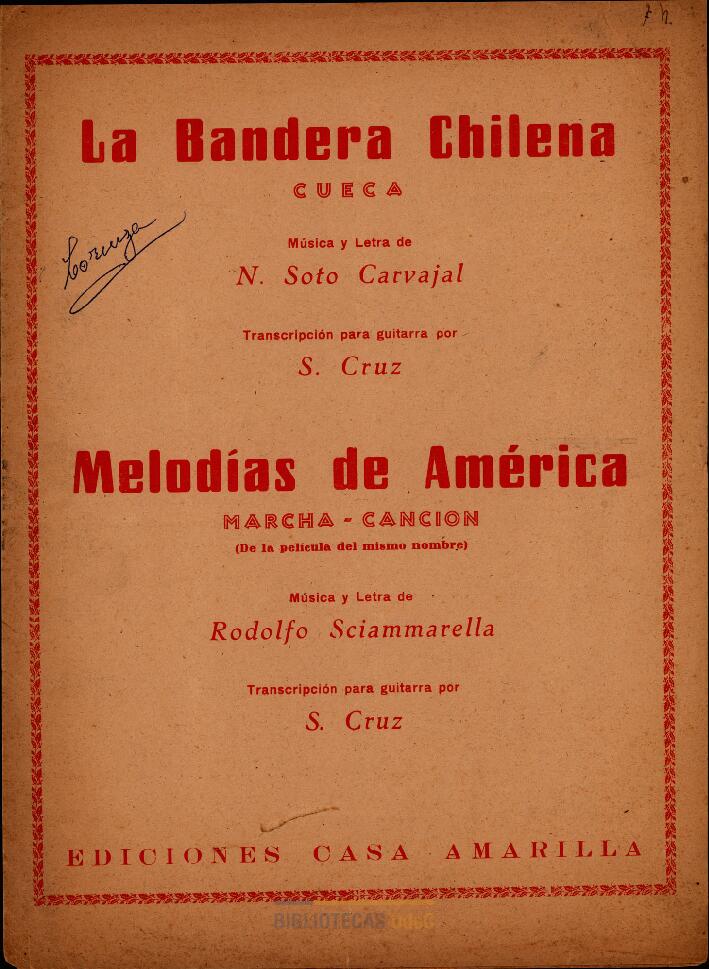 La Bandera Chilena
CUECA
Música y Letra de
N. Soto Carvajal
Transcripción para guitarra por
S. Cruz
Melodías de América
MARCHA - CANCION
(De la película del mismo nombre)
Música y Letra de
Rodolfo Sciammarella
Transcripción para guitarra por
S. Cruz
EDICIONES CASA AMARILLA
BIBLIOTECAS